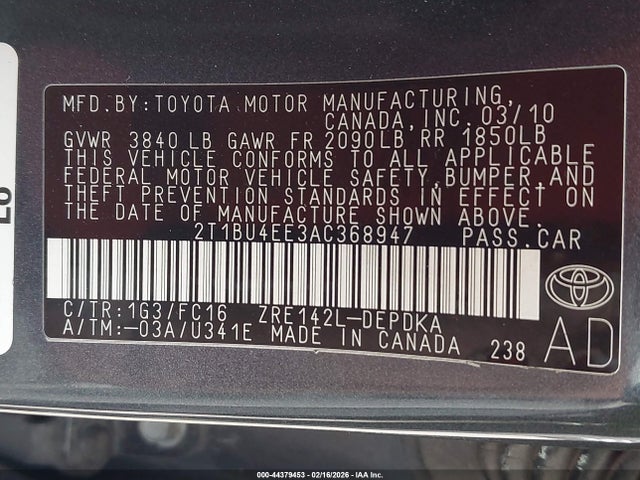 MFD.BY:TOYOTA MOTOR MANUFACTURING,
CANADA,INC. 03/10
GVWR 3840 LB GAWR FR 2090LB RR 1850LB
THIS VEHICLE CONFORMS TO ALL APPLICABLE
FEDERAL MOTOR VEHICLE SAFETY,BUMPER,AND
THEFT PREVENTION STANDARDS IN EFFECT ON
THE DATE OF MANUFACTURE SHOWN ABOVE.
2T1BU4EE3AC368947 PASS.CAR
C/TR:1G3/FC16 ZRE142L-DEPDKA
A/TM:-03A/U341E MADE IN CANADA 238
AD
000-44379453 - 02/16/2026 - IAA Inc.